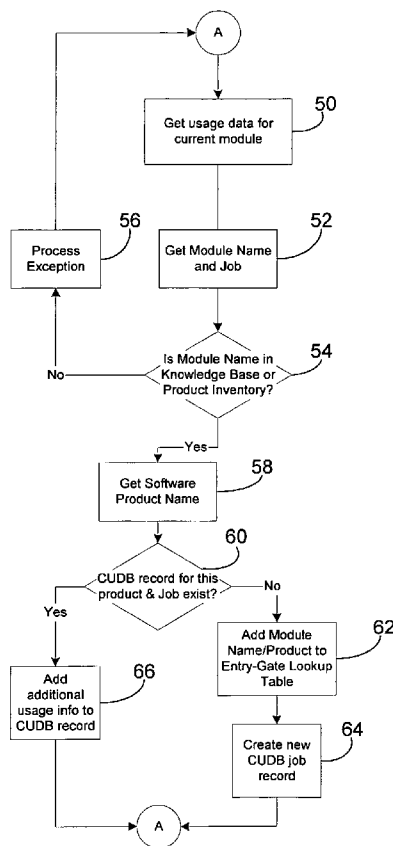 A
Get usage data for
current module
50
Get Module Name
and Job
52
Process
Exception
56
Is Module Name in
Knowledge Base or
Product Inventory?
54
No
Yes
Get Software
Product Name
58
CUDB record for this
product & Job exist?
60
Yes
No
Add
additional
usage info to
CUDB record
66
Add Module
Name/Product to
Entry-Gate Lookup
Table
62
Create new
CUDB job
record
64
A